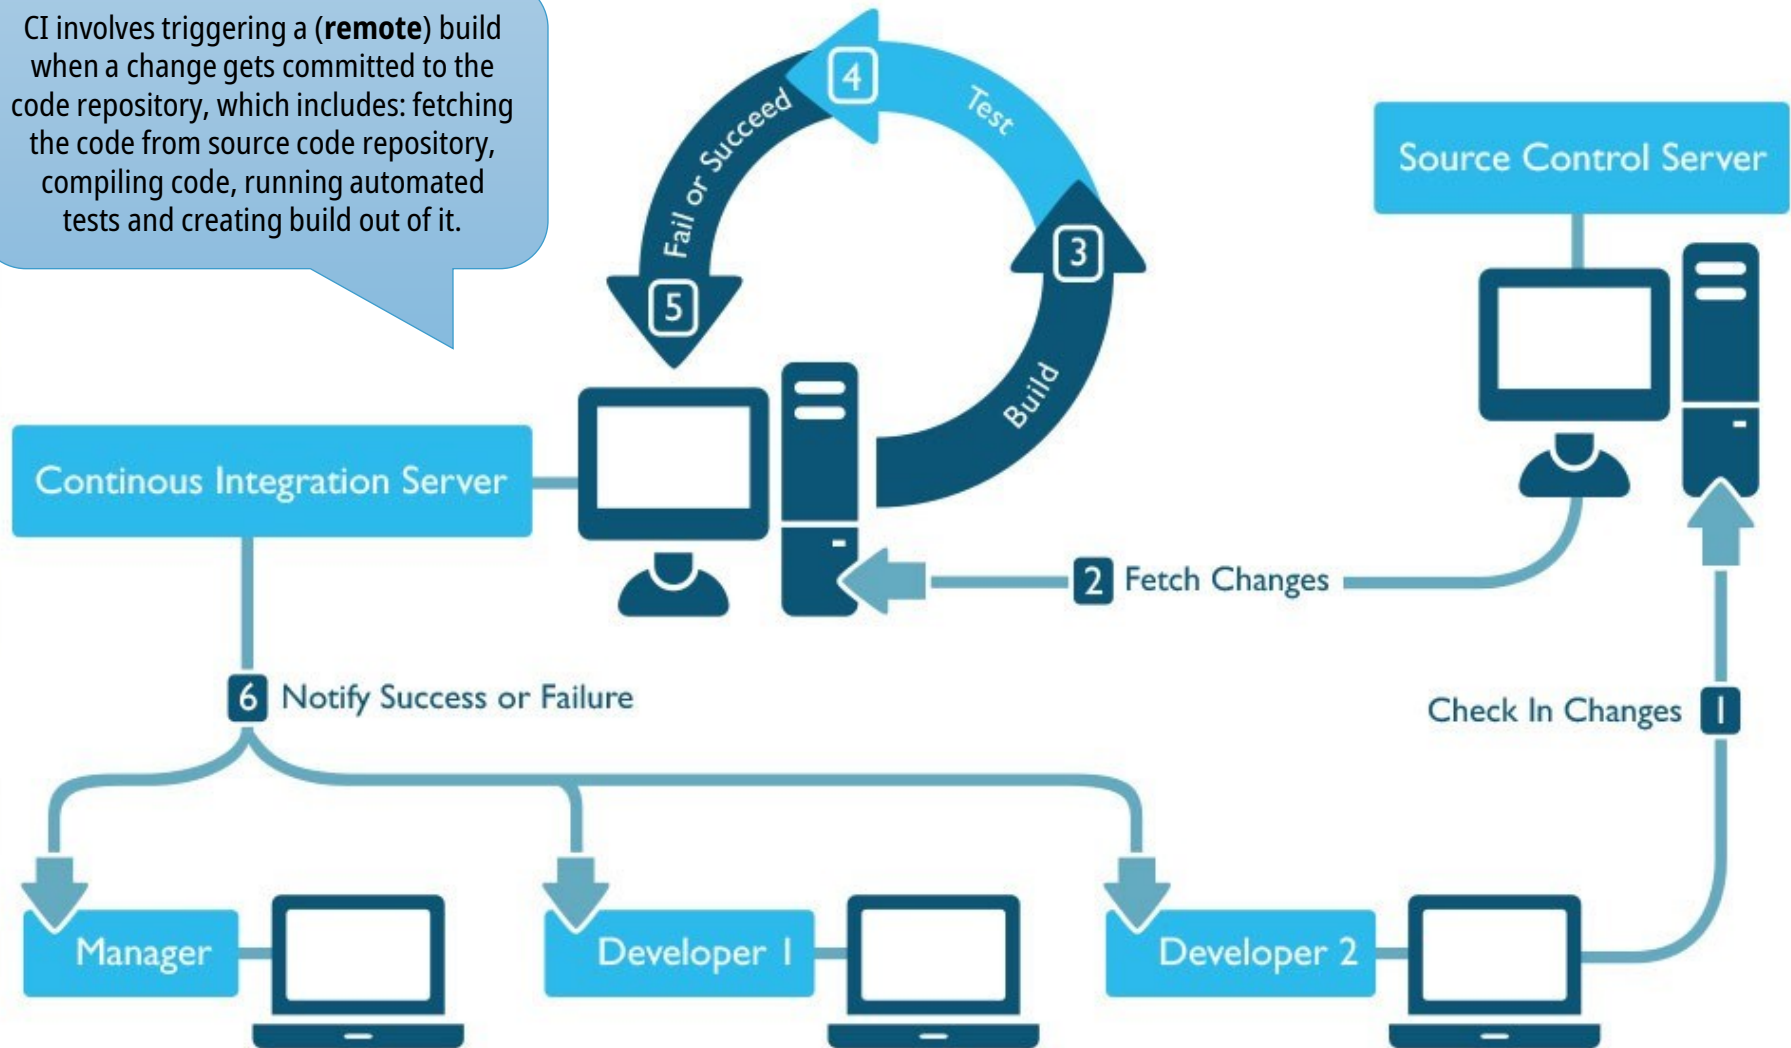 CI involves triggering a (remote) build
when a change gets committed to the
code repository, which includes: fetching
the code from source code repository,
compiling code, running automated
tests and creating build out of it.
4
Test
Fail or Succeed
Source Control Server
3
5
Build
Continous Integration Server
2 Fetch Changes
6 Notify Success or Failure
Check In Changes 1
Manager
Developer 1
Developer 2